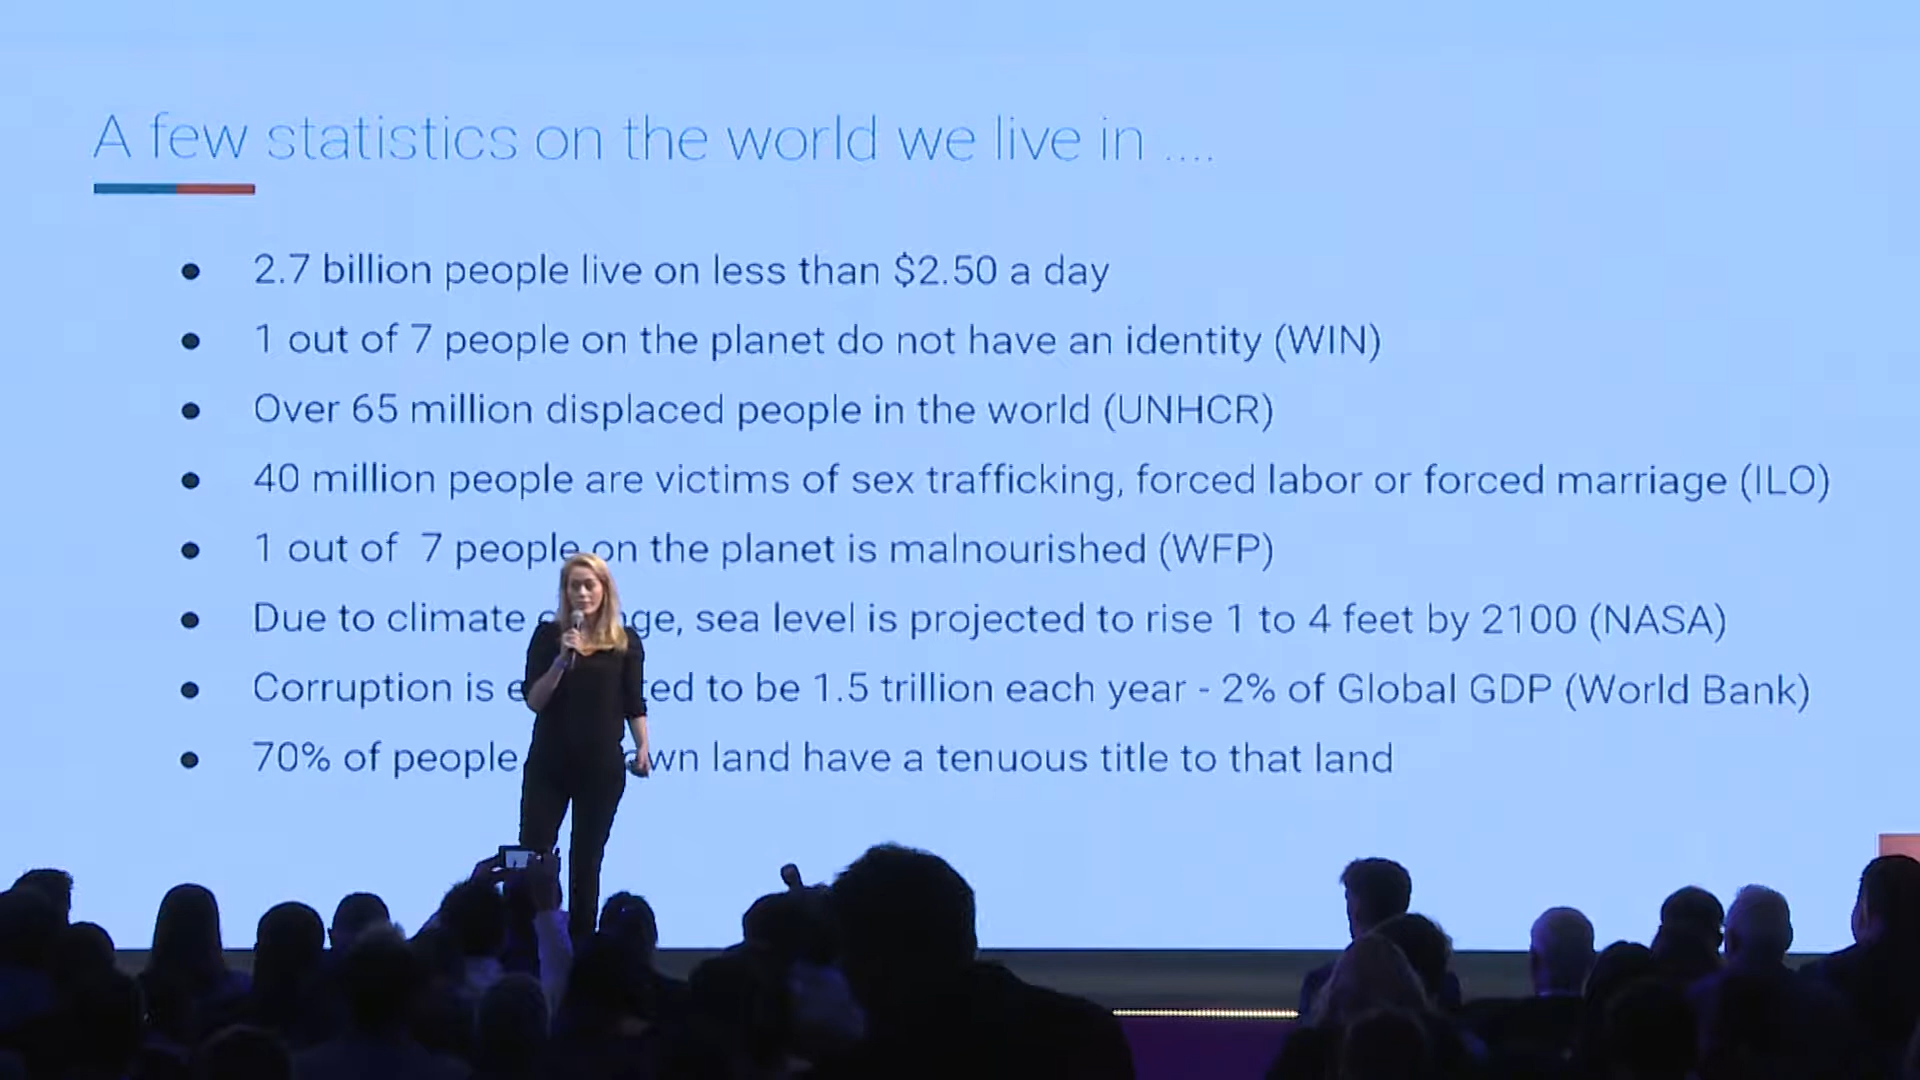 A few statistics on the world we live in ....
● 2.7 billion people live on less than $2.50 a day
● 1 out of 7 people on the planet do not have an identity (WIN)
● Over 65 million displaced people in the world (UNHCR)
● 40 million people are victims of sex trafficking, forced labor or forced marriage (ILO)
● 1 out of 7 people on the planet is malnourished (WFP)
● Due to climate ge, sea level is projected to rise 1 to 4 feet by 2100 (NASA)
● Corruption is ted to be 1.5 trillion each year - 2% of Global GDP (World Bank)
● 70% of people wn land have a tenuous title to that land